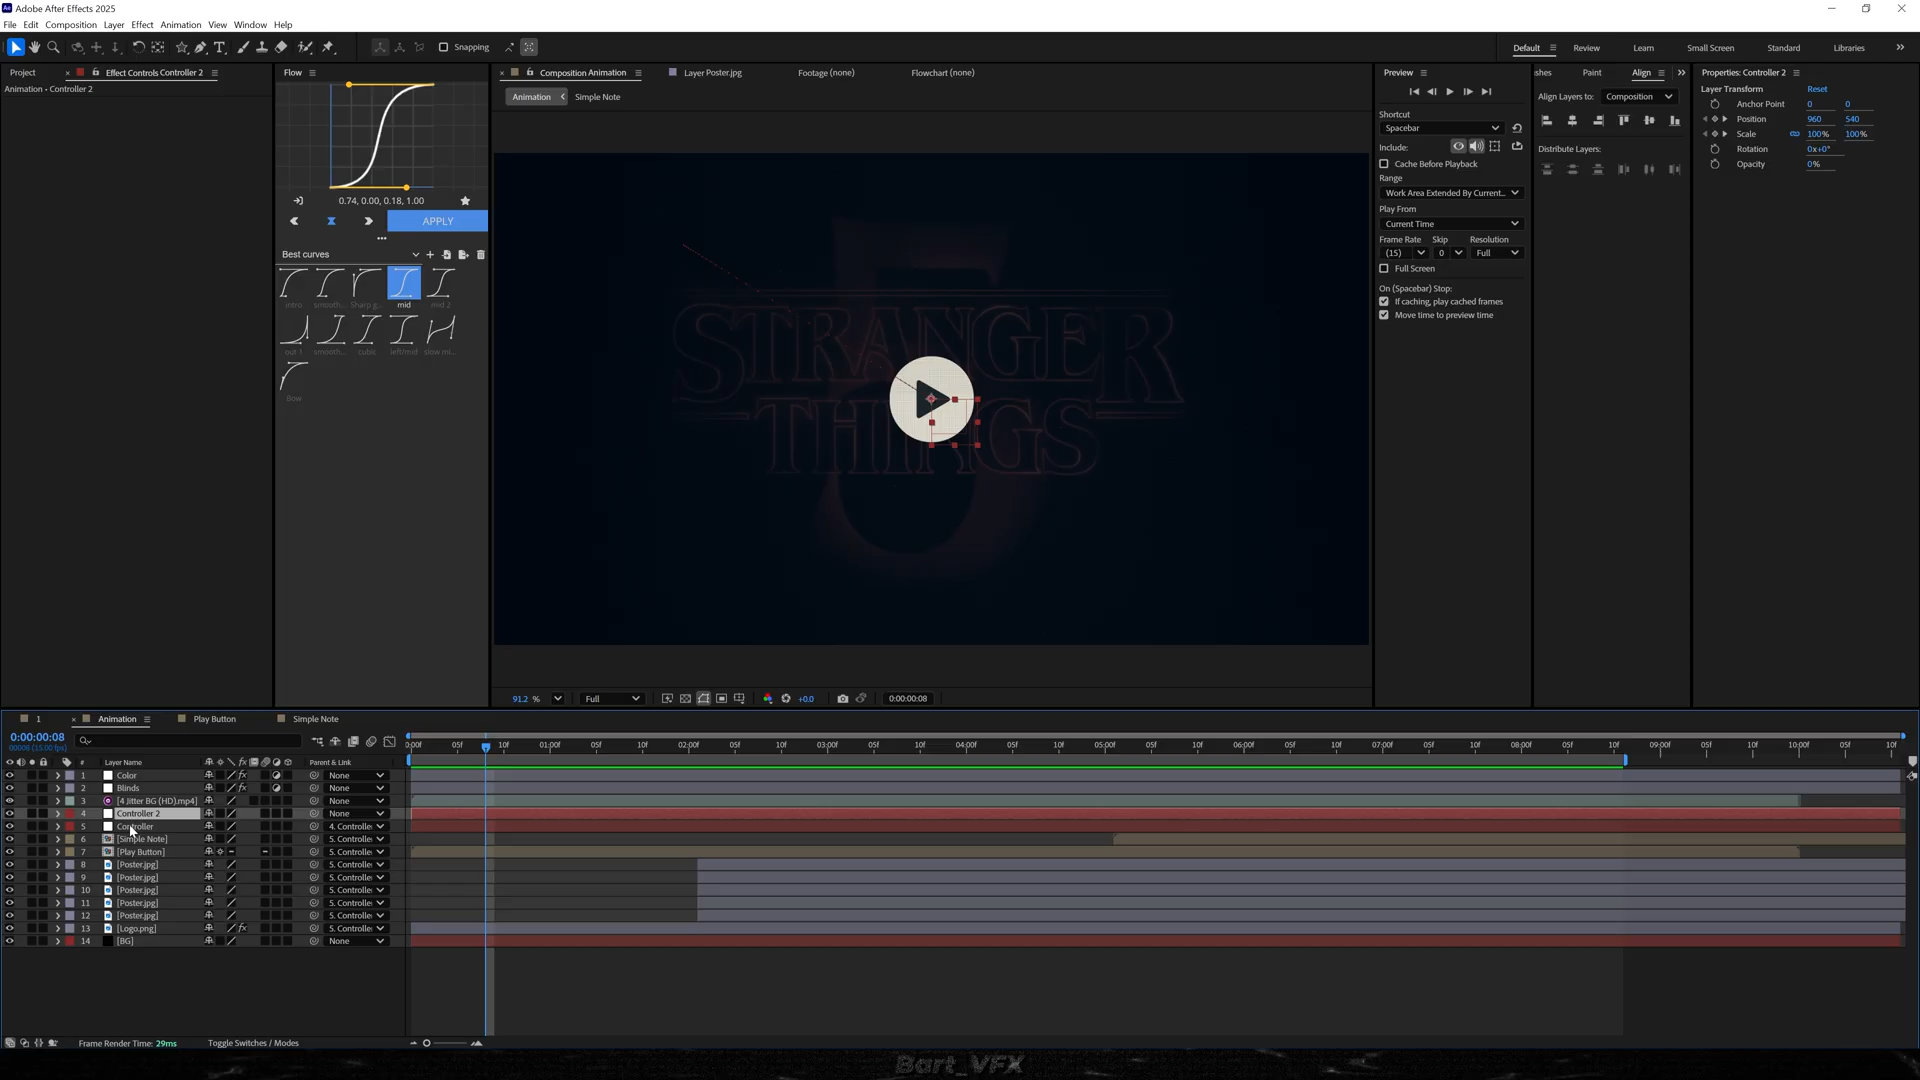 Adobe After Effects 2025
File Edit Composition Layer Effect Animation View Window Help
Snapping
Default Review Learn Small Screen Standard Libraries
Project Effect Controls Controller 2
Animation • Controller 2
Flow
0.74, 0.00, 0.18, 1.00
APPLY
Best curves
intro smooth... Sharp g... mid mid 2
out 1 smooth... cubic left/mid slow mi...
Bow
Composition Animation Layer Poster.jpg Footage (none) Flowchart (none)
Animation Simple Note
STRANGER
THINGS
91.2 % Full +0.0 0:00:00:08
Preview
Shortcut
Spacebar
Include:
Cache Before Playback
Range
Work Area Extended By Current...
Play From
Current Time
Frame Rate Skip Resolution
(15) 0 Full
Full Screen
On (Spacebar) Stop:
If caching, play cached frames
Move time to preview time
shes Paint Align
Align Layers to: Composition
Distribute Layers:
Properties: Controller 2
Layer Transform Reset
Anchor Point 0 0
Position 960 540
Scale 100% 100%
Rotation 0x+0°
Opacity 0%
1 Animation Play Button Simple Note
0:00:00:08
00008 (15.00 fps)
0:00f 05f 10f 01:00f 05f 10f 02:00f 05f 10f 03:00f 05f 10f 04:00f 05f 10f 05:00f 05f 10f 06:00f 05f 10f 07:00f 05f 10f 08:00f 05f 10f 09:00f 05f 10f 10:00f 05f 10f
# Layer Name Parent & Link
1 Color None
2 Blinds None
3 [4 Jitter BG (HD).mp4] None
4 Controller 2 None
5 Controller 4. Controlle
6 [Simple Note] 5. Controlle
7 [Play Button] 5. Controlle
8 [Poster.jpg] 5. Controlle
9 [Poster.jpg] 5. Controlle
10 [Poster.jpg] 5. Controlle
11 [Poster.jpg] 5. Controlle
12 [Poster.jpg] 5. Controlle
13 [Logo.png] 5. Controlle
14 [BG] None
Frame Render Time: 29ms Toggle Switches / Modes
Bart_VFX